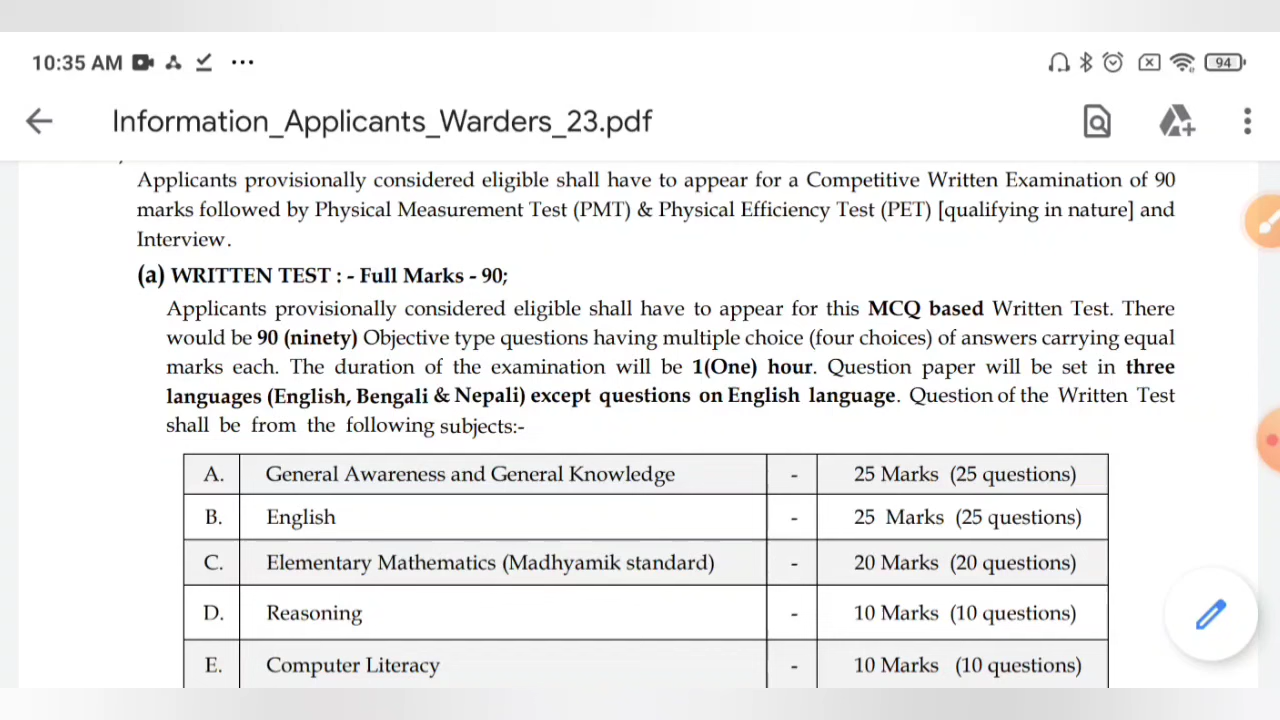 10:35 AM ... 94
Information_Applicants_Warders_23.pdf
Applicants provisionally considered eligible shall have to appear for a Competitive Written Examination of 90
marks followed by Physical Measurement Test (PMT) & Physical Efficiency Test (PET) [qualifying in nature] and
Interview.
(a) WRITTEN TEST : - Full Marks - 90;
Applicants provisionally considered eligible shall have to appear for this MCQ based Written Test. There
would be 90 (ninety) Objective type questions having multiple choice (four choices) of answers carrying equal
marks each. The duration of the examination will be 1(One) hour. Question paper will be set in three
languages (English, Bengali & Nepali) except questions on English language. Question of the Written Test
shall be from the following subjects:-
A. General Awareness and General Knowledge - 25 Marks (25 questions)
B. English - 25 Marks (25 questions)
C. Elementary Mathematics (Madhyamik standard) - 20 Marks (20 questions)
D. Reasoning - 10 Marks (10 questions)
E. Computer Literacy - 10 Marks (10 questions)